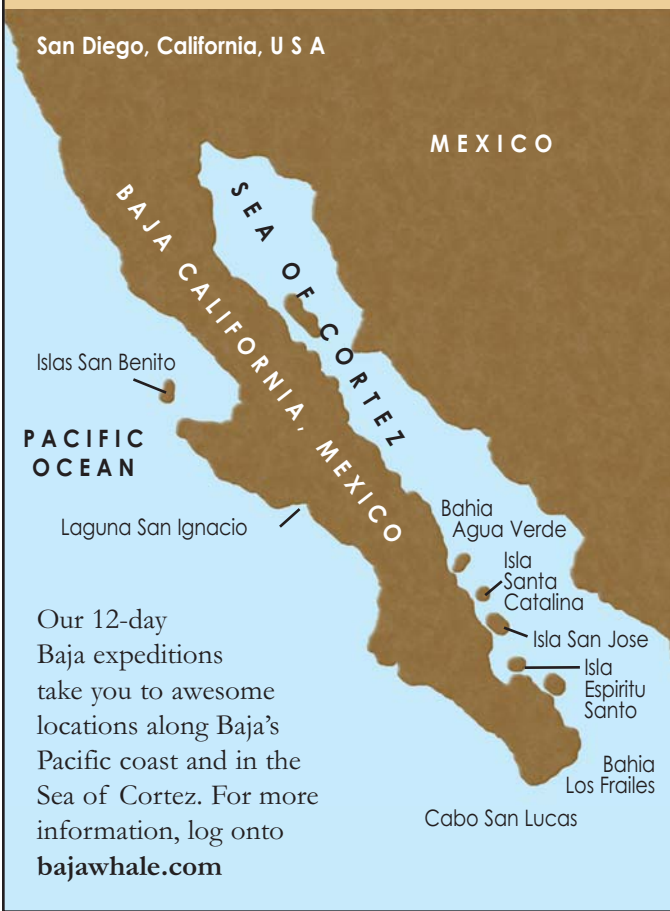 San Diego, California, U S A
MEXICO
SEA OF CORTEZ
BAJA CALIFORNIA, MEXICO
Islas San Benito
PACIFIC
OCEAN
Laguna San Ignacio
Bahia
Agua Verde
Isla
Santa
Catalina
Isla San Jose
Isla
Espiritu
Santo
Bahia
Los Frailes
Cabo San Lucas
Our 12-day
Baja expeditions
take you to awesome
locations along Baja’s
Pacific coast and in the
Sea of Cortez. For more
information, log onto
bajawhale.com